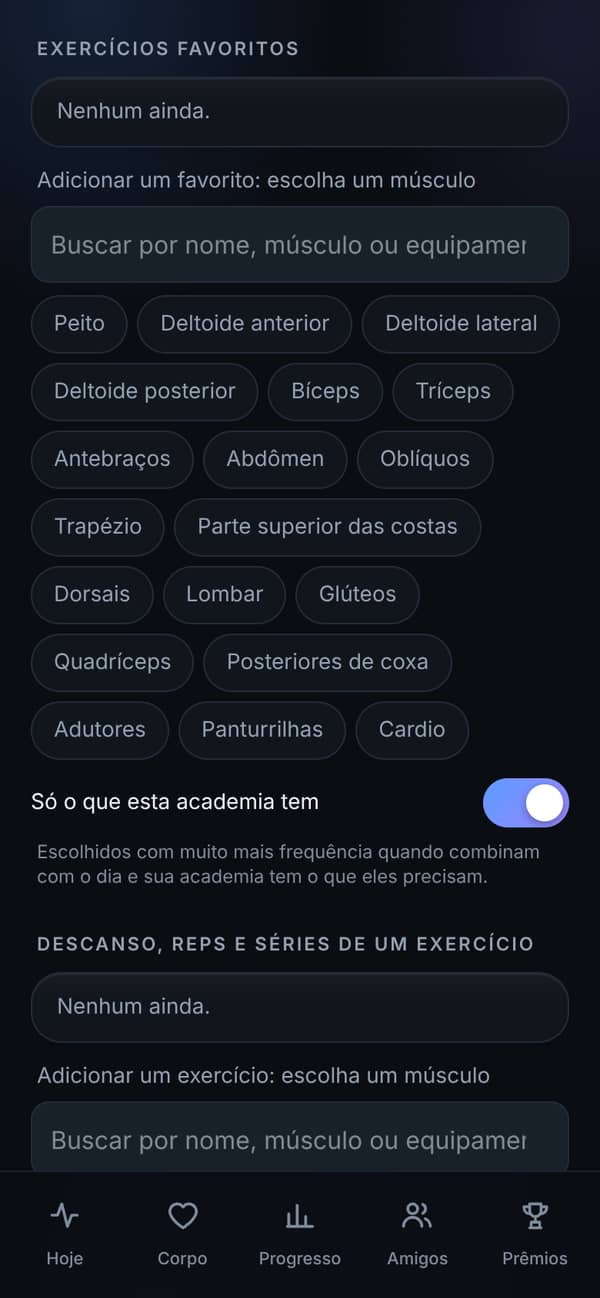 EXERCÍCIOS FAVORITOS
Nenhum ainda.
Adicionar um favorito: escolha um músculo
Buscar por nome, músculo ou equipamen
Peito
Deltoide anterior
Deltoide lateral
Deltoide posterior
Bíceps
Tríceps
Antebraços
Abdômen
Oblíquos
Trapézio
Parte superior das costas
Dorsais
Lombar
Glúteos
Quadríceps
Posteriores de coxa
Adutores
Panturrilhas
Cardio
Só o que esta academia tem
Escolhidos com muito mais frequência quando combinam
com o dia e sua academia tem o que eles precisam.
DESCANSO, REPS E SÉRIES DE UM EXERCÍCIO
Nenhum ainda.
Adicionar um exercício: escolha um músculo
Buscar por nome, músculo ou equipamen
Hoje
Corpo
Progresso
Amigos
Prêmios